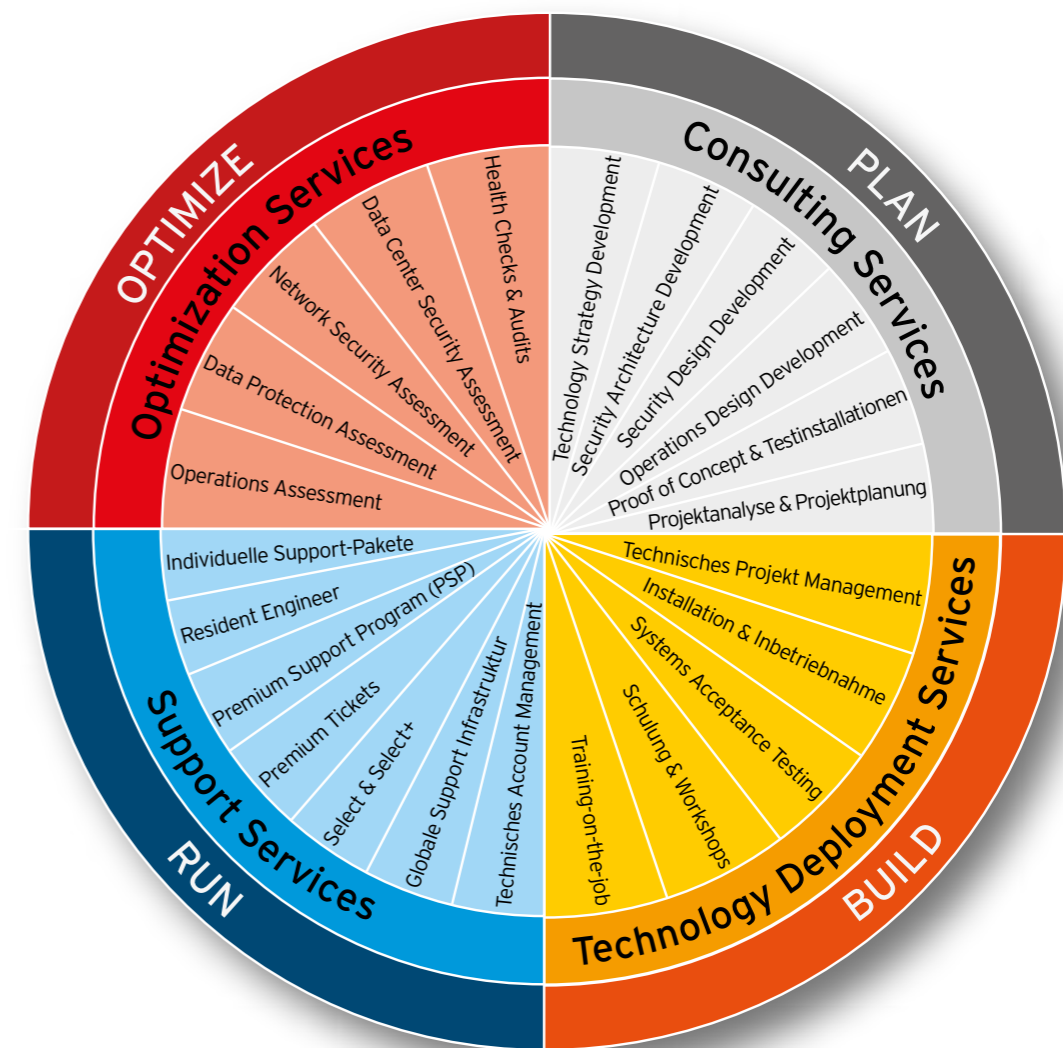 PLAN
Consulting Services
Technology Strategy Development
Security Architecture Development
Security Design Development
Operations Design Development
Proof of Concept & Testinstallationen
Projektanalyse & Projektplanung
BUILD
Technology Deployment Services
Technisches Projekt Management
Installation & Inbetriebnahme
Systems Acceptance Testing
Schulung & Workshops
Training-on-the-job
RUN
Support Services
Technisches Account Management
Globale Support Infrastruktur
Select & Select+
Premium Tickets
Premium Support Program (PSP)
Resident Engineer
Individuelle Support-Pakete
OPTIMIZE
Optimization Services
Operations Assessment
Data Protection Assessment
Network Security Assessment
Data Center Security Assessment
Health Checks & Audits